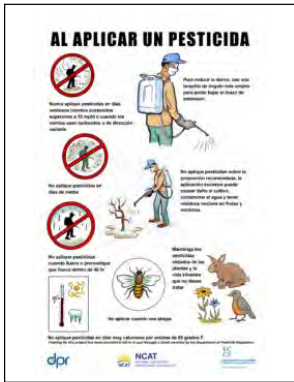 AL APLICAR UN PESTICIDA
Nunca aplique pesticidas en días
ventosos (vientos sostenidos
superiores a 10 mph) o cuando los
vientos sean racheados o de dirección
variable
Para reducir la deriva, use una
boquilla de ángulo más amplio
para poder bajar el brazo de
extensión
No aplique pesticidas en
días de niebla
No aplique pesticidas sobre la
proporción recomendada; la
aplicación excesiva puede
causar daño al cultivo,
contaminar el agua y tener
residuos nocivos en frutas y
verduras.
No aplique pesticidas
cuando llueva o pronostique
que llueva dentro de 48 hr
No aplicar cuando vea abejas
Mantenga los
pesticidas
alejados de las
plantas y la
vida silvestre
que no desea
tratar
No aplique pesticidas en días muy calurosos por encima de 85 grados F.
dpr
NCAT